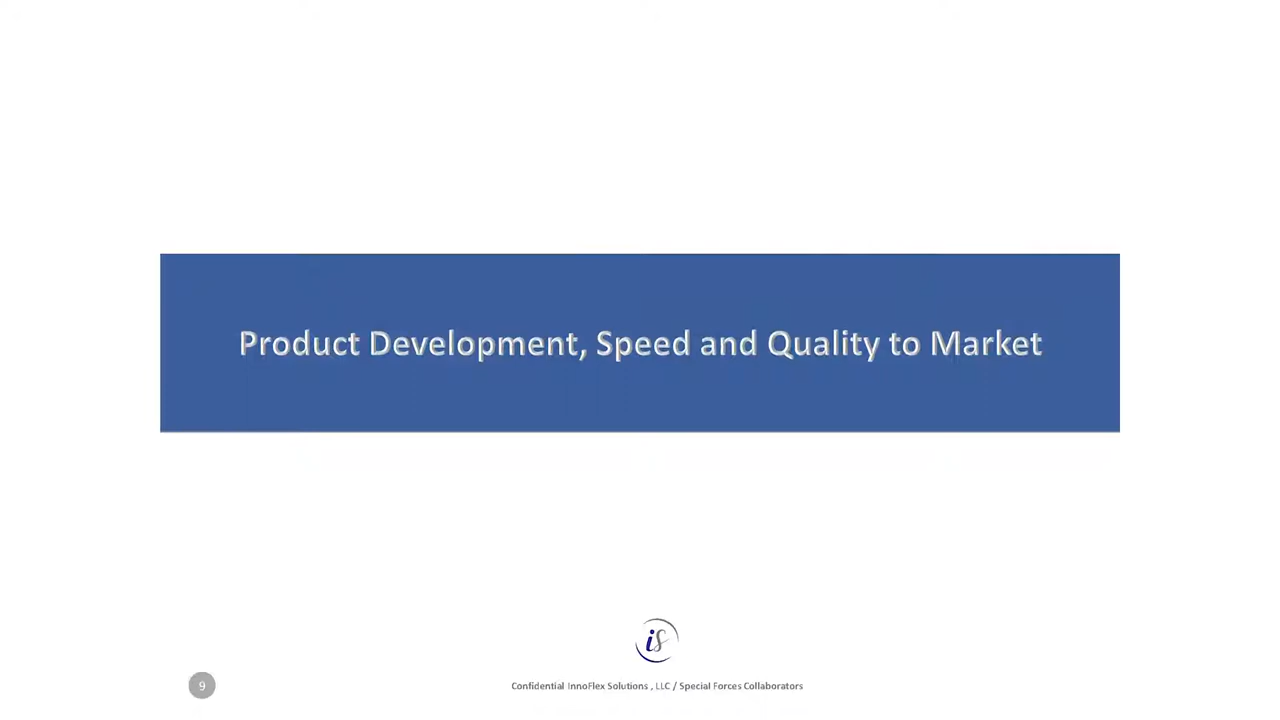 Product Development, Speed and Quality to Market
iS
9
Confidential InnoFlex Solutions , LLC / Special Forces Collaborators